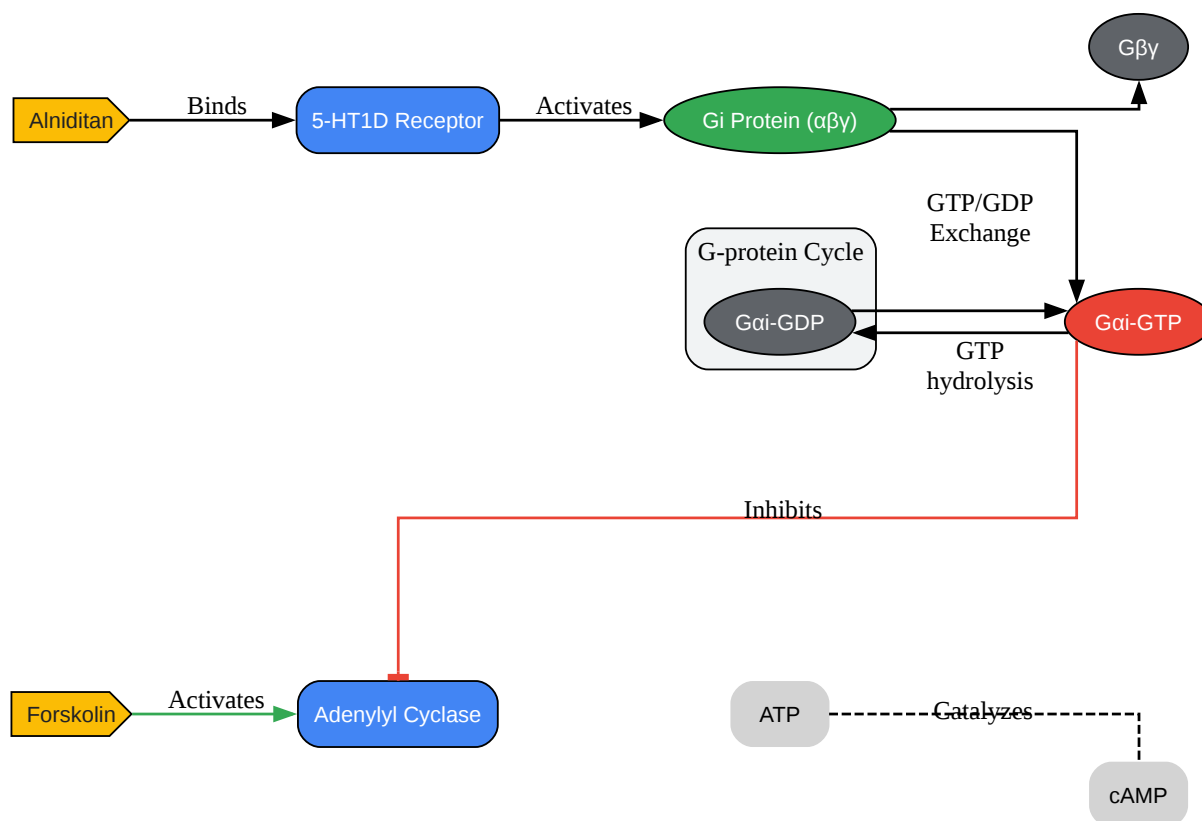 Gβγ
Alniditan
Binds
5-HT1D Receptor
Activates
Gi Protein (αβγ)
GTP/GDP
Exchange
G-protein Cycle
Gαi-GDP
Gαi-GTP
GTP
hydrolysis
Inhibits
Forskolin
Activates
Adenylyl Cyclase
ATP
Catalyzes
cAMP